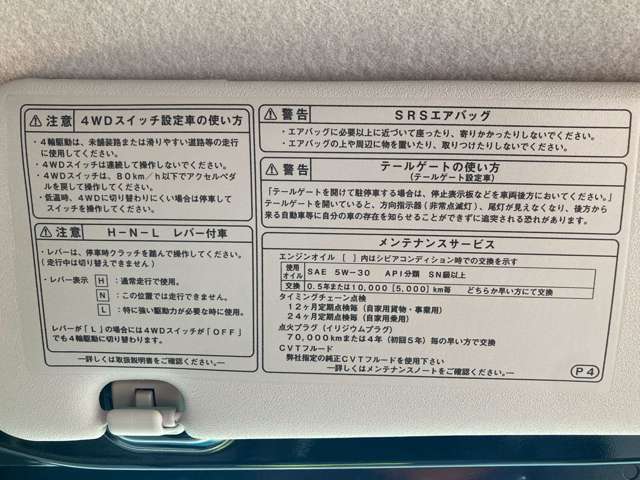 ⚠注意 4WDスイッチ設定車の使い方
・4輪駆動は、未舗装路または滑りやすい道路等の走行
に使用してください。
・4WDスイッチは連続して操作しないでください。
・4WDスイッチは、80km/h以下でアクセルペダ
ルを戻して操作してください。
・低温時、4WDに切り替わりにくい場合は停車して
スイッチを操作してください。
⚠注意 H-N-L レバー付車
・レバーは、停車時クラッチを踏んで操作してください。
(走行中は切り替えできません)
・レバー表示 H :通常走行で使用。
N :この位置では走行できません。
L :特に強い駆動力が必要な時に使用。
レバーが「L」の場合には4WDスイッチが「OFF」
でも4輪駆動に切り替わります。
―詳しくは取扱説明書をご確認ください。―
⚠警告 SRSエアバッグ
・エアバッグに必要以上に近づいて座ったり、寄りかかったりしないでください。
・エアバッグの上や周辺に物を置いたり、取りつけたりしないでください。
⚠警告 テールゲートの使い方
(テールゲート設定車)
「テールゲートを開けて駐停車する場合は、停止表示板などを車両後方においてください。」
テールゲートを開いていると、方向指示器(非常点滅灯)、尾灯が見えなくなり、後方から
来る自動車等に自分の車の存在を知らせることができずに追突される恐れがあります。
メンテナンスサービス
エンジンオイル [ ]内はシビアコンディション時での交換を示す
使用オイル SAE 5W-30 API分類 SN級以上
交換 0.5年または10,000 [5,000] km毎 どちらか早い方にて交換
タイミングチェーン点検
12ヶ月定期点検毎(自家用貨物・事業用)
24ヶ月定期点検毎(自家用乗用)
点火プラグ(イリジウムプラグ)
70,000kmまたは4年(初回5年)毎の早い方で交換
CVTフルード
弊社指定の純正CVTフルードを使用下さい
―詳しくはメンテナンスノートをご確認ください。―
P4